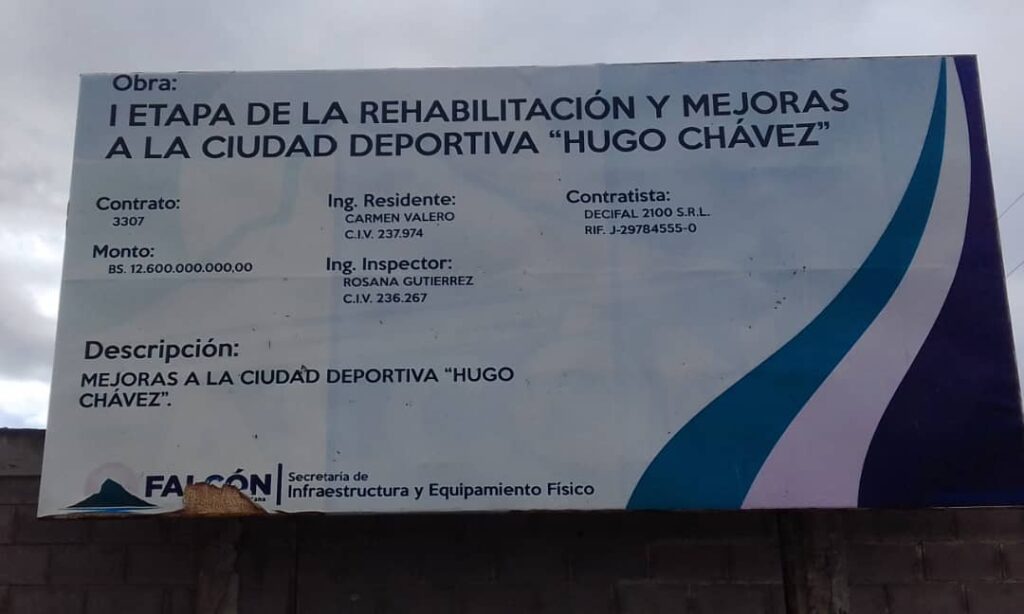 Obra:
I ETAPA DE LA REHABILITACIÓN Y MEJORAS
A LA CIUDAD DEPORTIVA “HUGO CHÁVEZ”
Contrato:
3307
Monto:
BS. 12.600.000.000,00
Ing. Residente:
CARMEN VALERO
C.I.V. 237.974
Ing. Inspector:
ROSANA GUTIERREZ
C.I.V. 236.267
Contratista:
DECIFAL 2100 S.R.L.
RIF. J-29784555-0
Descripción:
MEJORAS A LA CIUDAD DEPORTIVA “HUGO
CHÁVEZ”.
FALCÓN
Secretaría de
Infraestructura y Equipamiento Físico